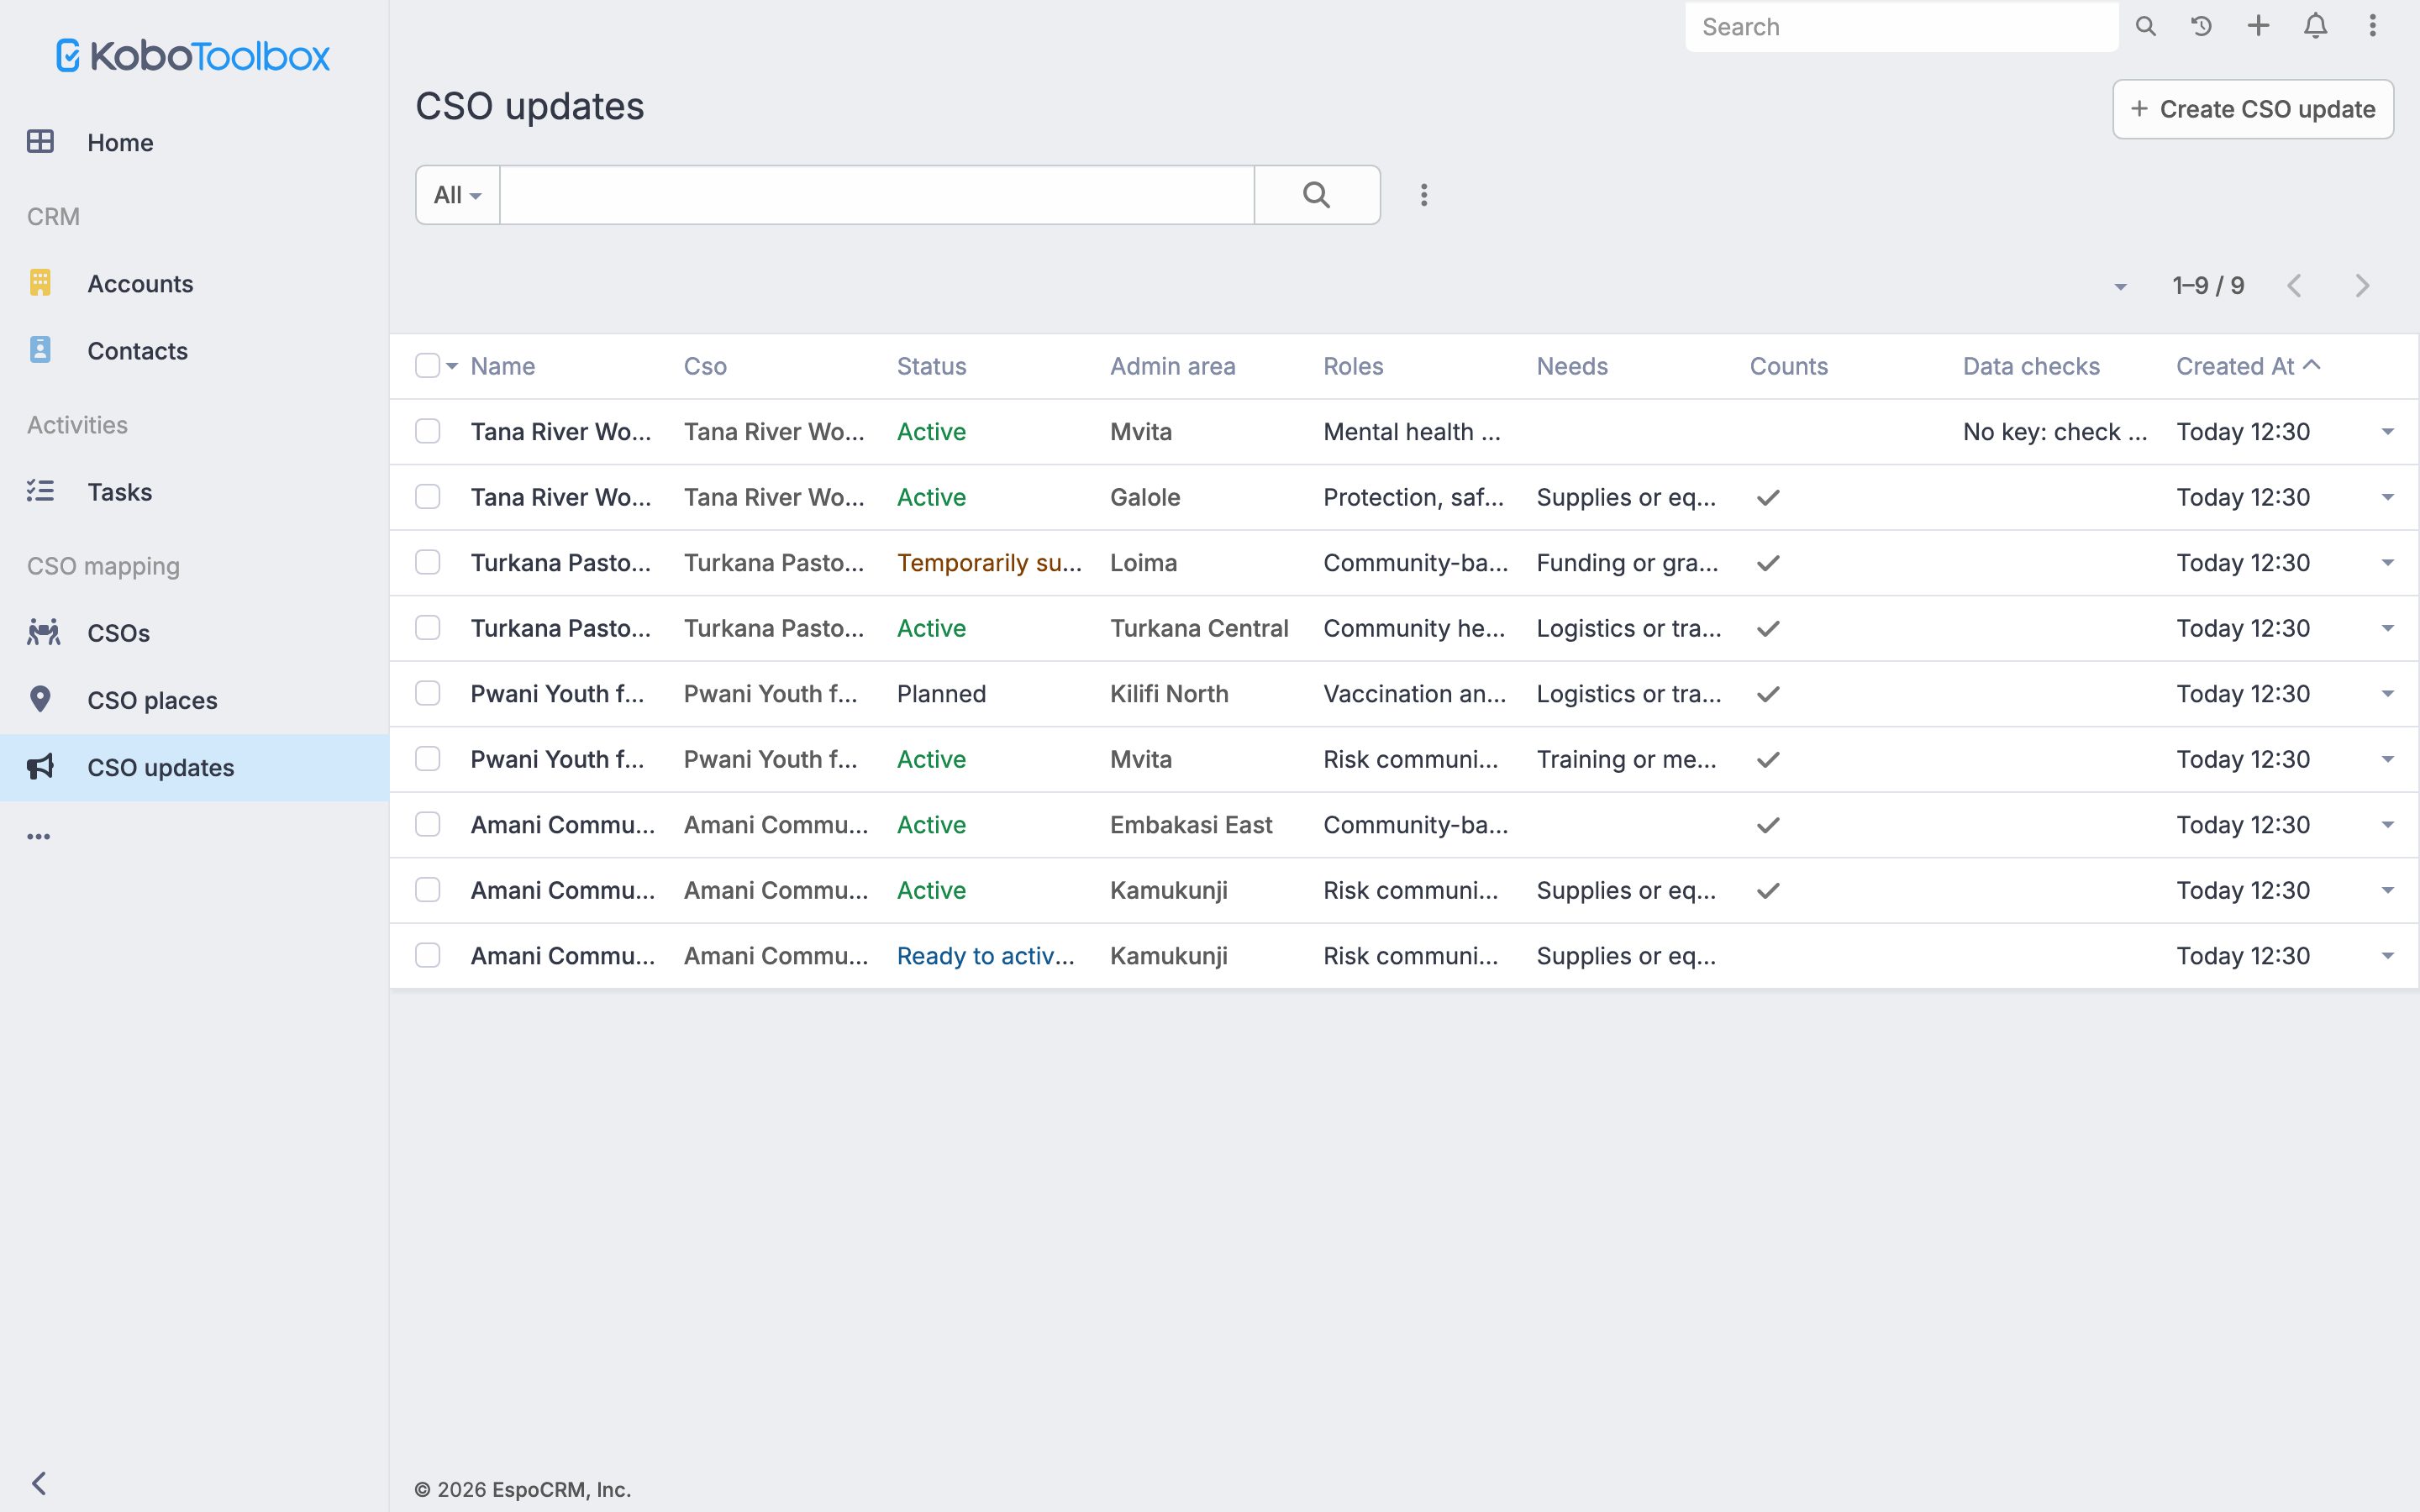 KoboToolbox
Search
Home
CRM
Accounts
Contacts
Activities
Tasks
CSO mapping
CSOs
CSO places
CSO updates
CSO updates
+ Create CSO update
All
1–9 / 9
Name Cso Status Admin area Roles Needs Counts Data checks Created At
Tana River Wo... Tana River Wo... Active Mvita Mental health ... No key: check ... Today 12:30
Tana River Wo... Tana River Wo... Active Galole Protection, saf... Supplies or eq... Today 12:30
Turkana Pasto... Turkana Pasto... Temporarily su... Loima Community-ba... Funding or gra... Today 12:30
Turkana Pasto... Turkana Pasto... Active Turkana Central Community he... Logistics or tra... Today 12:30
Pwani Youth f... Pwani Youth f... Planned Kilifi North Vaccination an... Logistics or tra... Today 12:30
Pwani Youth f... Pwani Youth f... Active Mvita Risk communi... Training or me... Today 12:30
Amani Commu... Amani Commu... Active Embakasi East Community-ba... Today 12:30
Amani Commu... Amani Commu... Active Kamukunji Risk communi... Supplies or eq... Today 12:30
Amani Commu... Amani Commu... Ready to activ... Kamukunji Risk communi... Supplies or eq... Today 12:30
© 2026 EspoCRM, Inc.